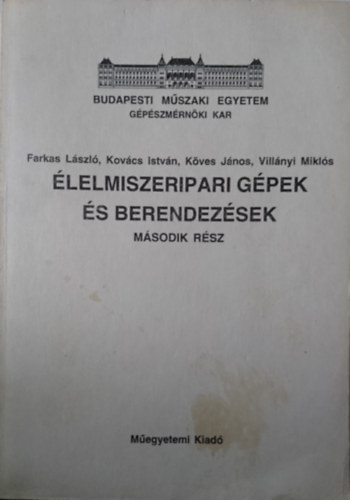 BUDAPESTI MŰSZAKI EGYETEM
GÉPÉSZMÉRNÖKI KAR
Farkas László, Kovács István, Köves János, Villányi Miklós
ÉLELMISZERIPARI GÉPEK
ÉS BERENDEZÉSEK
MÁSODIK RÉSZ
Műegyetemi Kiadó